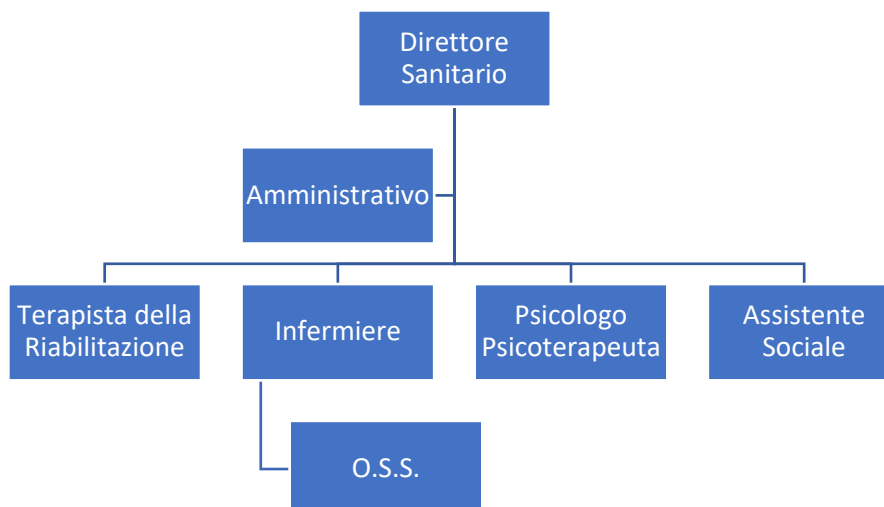 Direttore
Sanitario
Amministrativo
Terapista della
Riabilitazione
Infermiere
Psicologo
Psicoterapeuta
Assistente
Sociale
O.S.S.